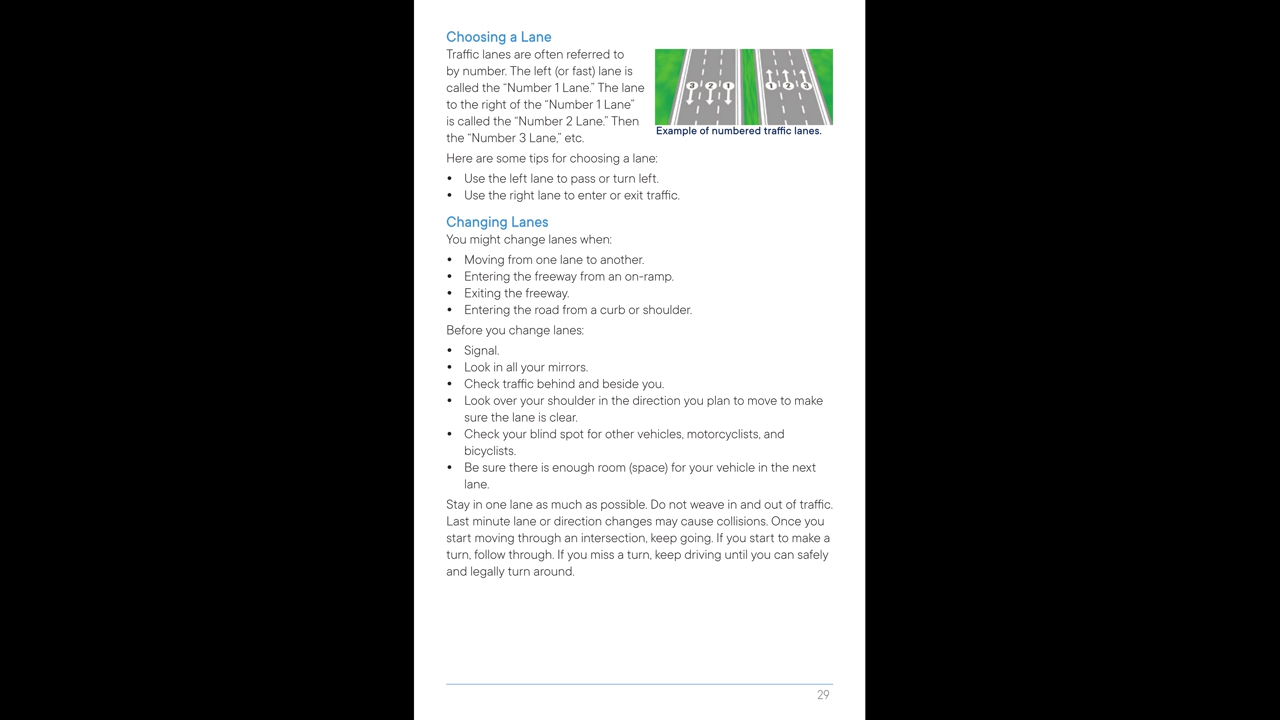 Choosing a Lane
Traffic lanes are often referred to
by number. The left (or fast) lane is
called the “Number 1 Lane.” The lane
to the right of the “Number 1 Lane”
is called the “Number 2 Lane.” Then
the “Number 3 Lane,” etc.
3 2 1 1 2 3
Example of numbered traffic lanes.
Here are some tips for choosing a lane:
• Use the left lane to pass or turn left.
• Use the right lane to enter or exit traffic.
Changing Lanes
You might change lanes when:
• Moving from one lane to another.
• Entering the freeway from an on-ramp.
• Exiting the freeway.
• Entering the road from a curb or shoulder.
Before you change lanes:
• Signal.
• Look in all your mirrors.
• Check traffic behind and beside you.
• Look over your shoulder in the direction you plan to move to make
sure the lane is clear.
• Check your blind spot for other vehicles, motorcyclists, and
bicyclists.
• Be sure there is enough room (space) for your vehicle in the next
lane.
Stay in one lane as much as possible. Do not weave in and out of traffic.
Last minute lane or direction changes may cause collisions. Once you
start moving through an intersection, keep going. If you start to make a
turn, follow through. If you miss a turn, keep driving until you can safely
and legally turn around.
29